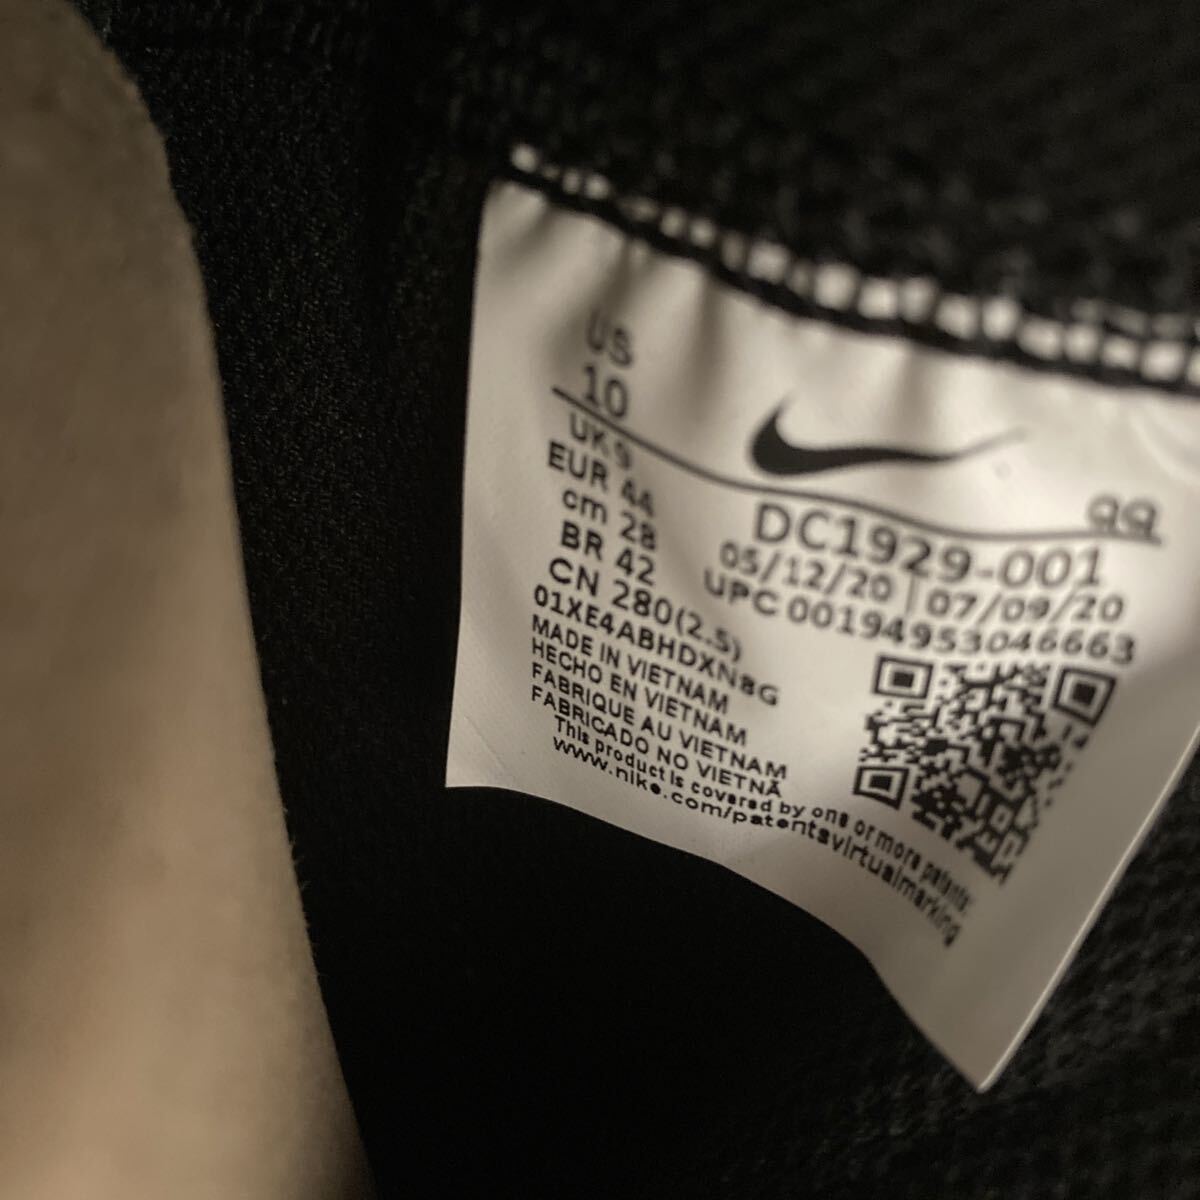 US
10
UK 9
EUR 44
cm 28
BR 42
CN 280(2.5)
01XE4ABHDXN8G
MADE IN VIETNAM
HECHO EN VIETNAM
FABRIQUE AU VIETNAM
FABRICADO NO VIETNÃ
This product is covered by one or more patents:
www.nike.com/patentsvirtualmarking
qq
DC1929-001
05/12/20 | 07/09/20
UPC 00194953046663